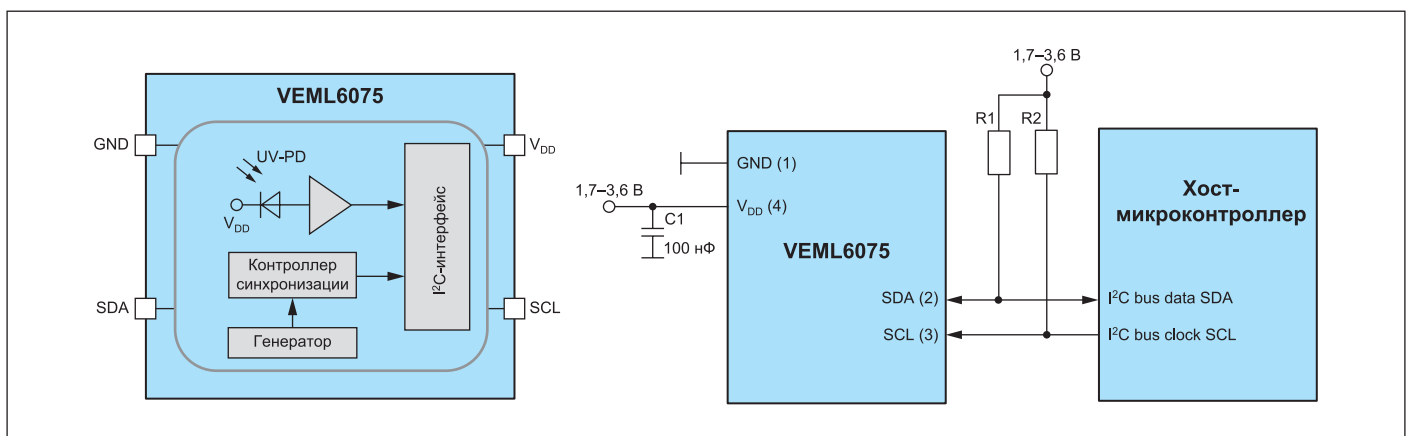 VEML6075
GND
V_DD
UV-PD
V_DD
I²C-интерфейс
Контроллер
синхронизации
SDA
SCL
Генератор
1,7–3,6 В
R1
R2
GND (1)
1,7–3,6 В
V_DD (4)
C1
100 нФ
VEML6075
Хост-
микроконтроллер
SDA (2)
I²C bus data SDA
SCL (3)
I²C bus clock SCL